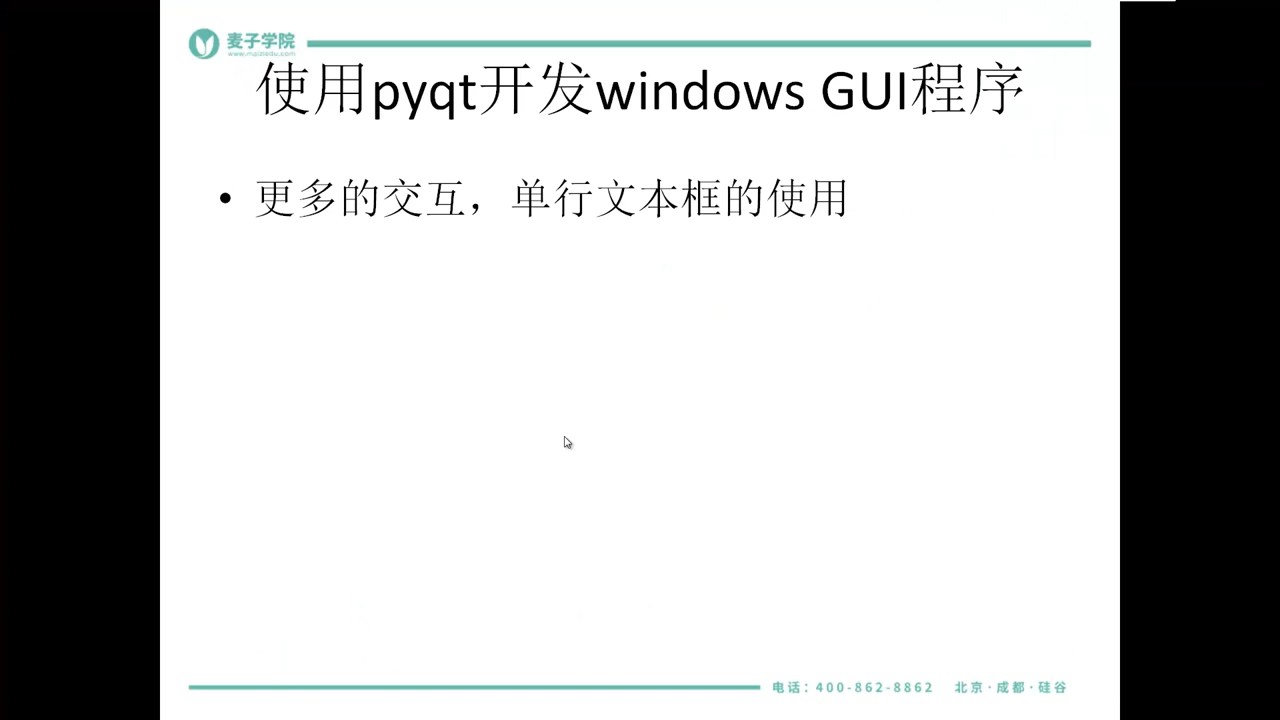 麦子学院
www.maiziedu.com
使用pyqt开发windows GUI程序
• 更多的交互，单行文本框的使用
电话：400-862-8862 北京·成都·硅谷